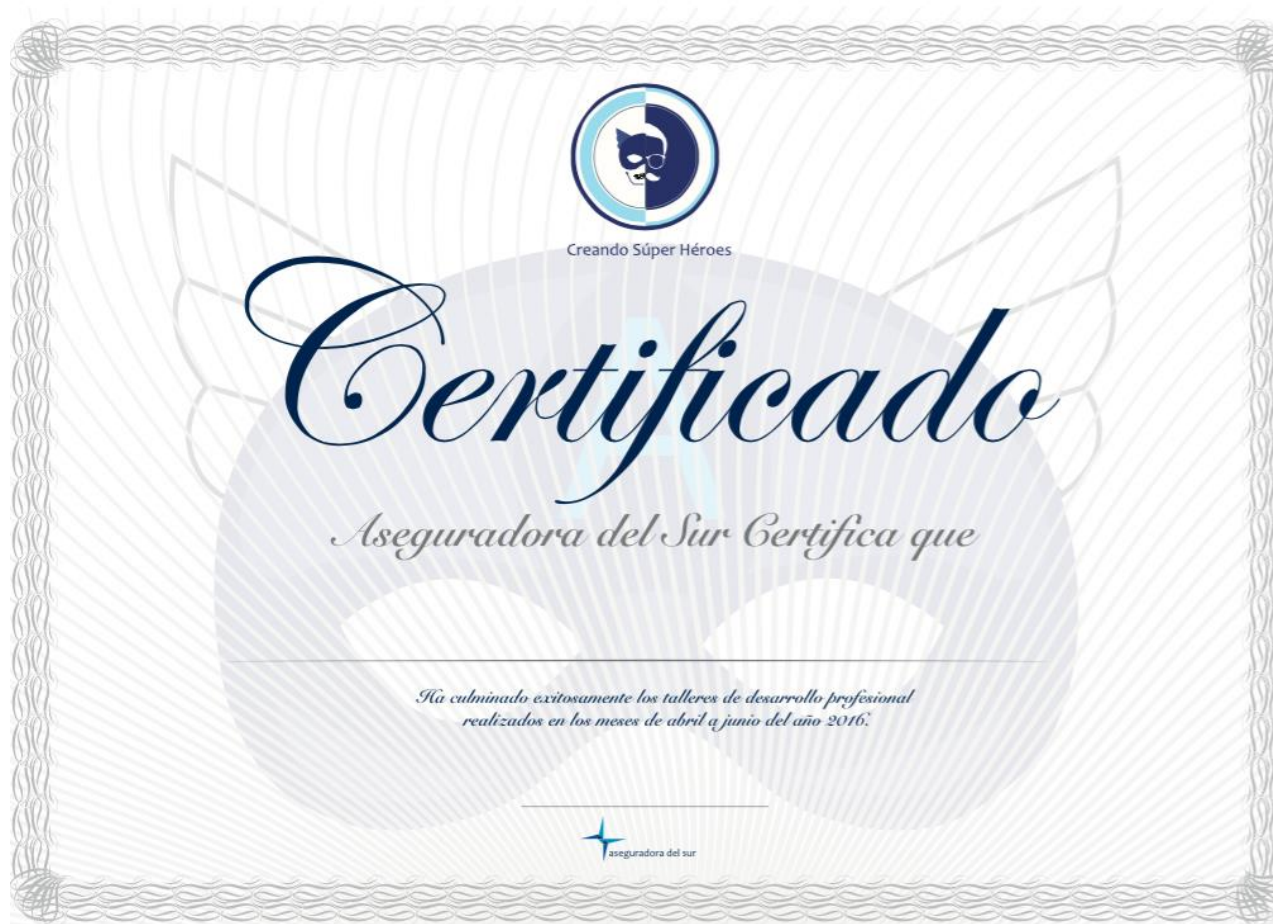 Creando Súper Héroes
Certificado
Aseguradora del Sur Certifica que
Ha culminado exitosamente los talleres de desarrollo profesional
realizados en los meses de abril a junio del año 2016.
aseguradora del sur